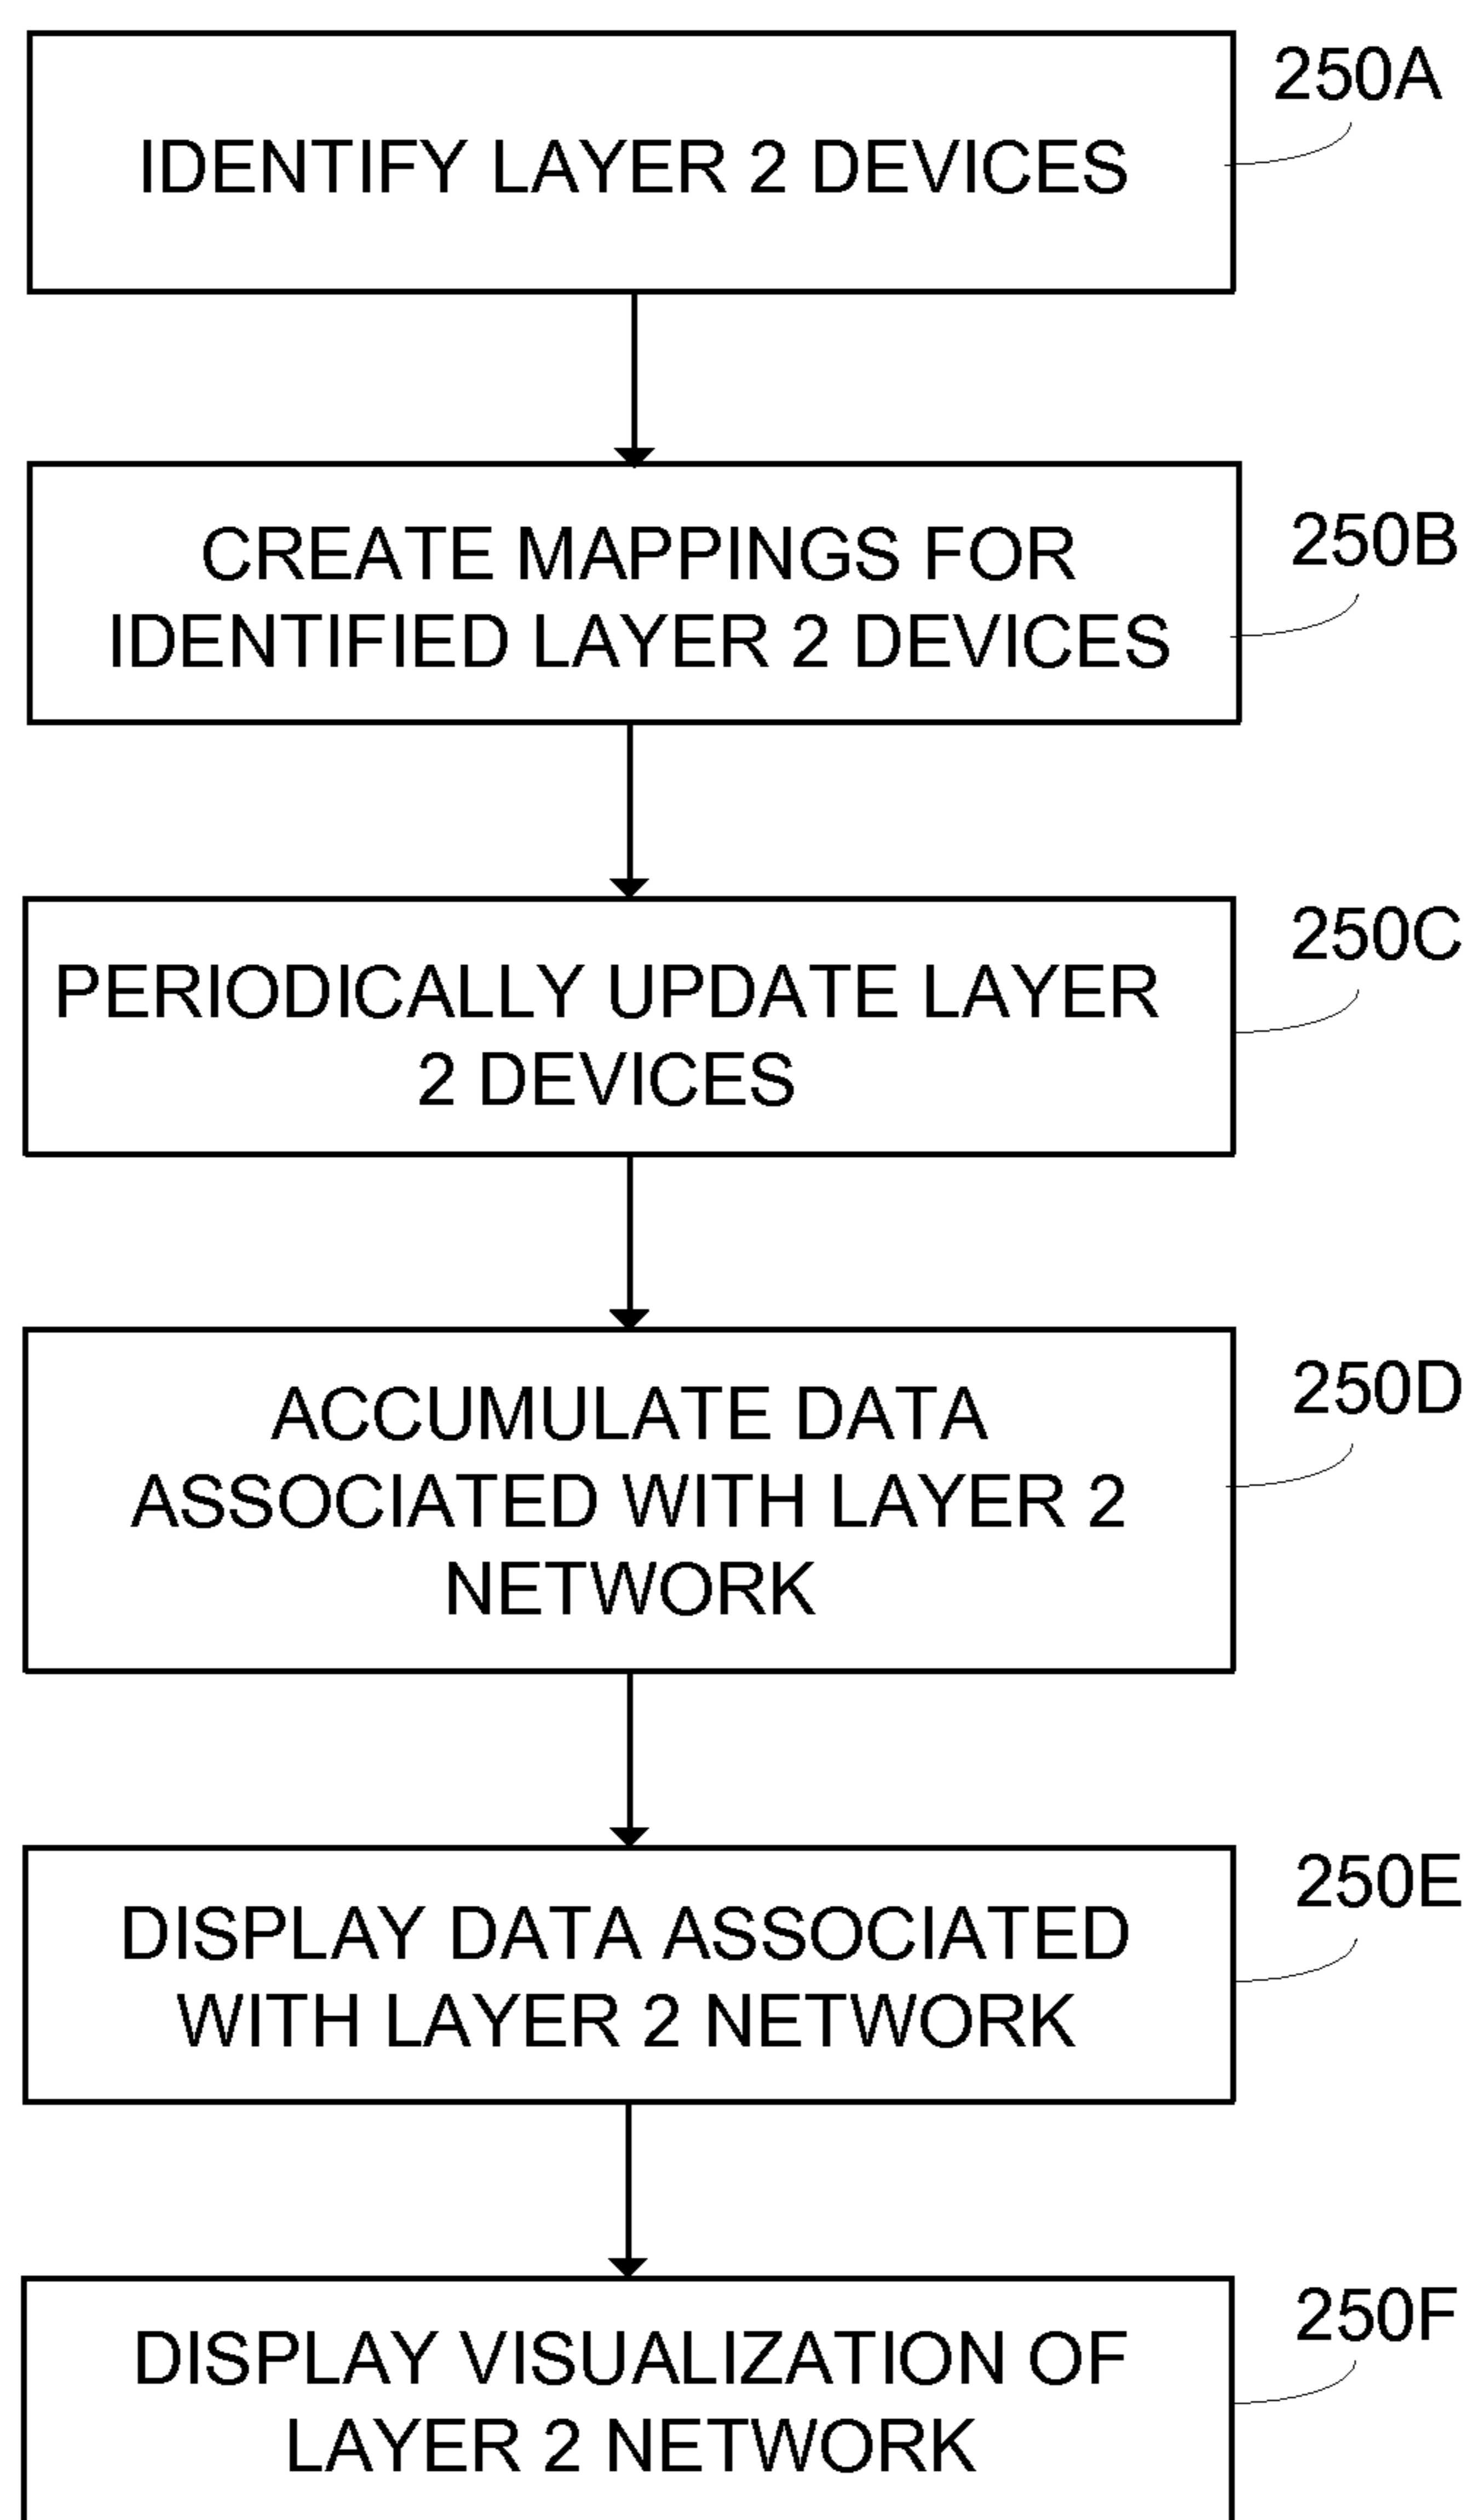 250A
IDENTIFY LAYER 2 DEVICES
250B
CREATE MAPPINGS FOR
IDENTIFIED LAYER 2 DEVICES
250C
PERIODICALLY UPDATE LAYER
2 DEVICES
250D
ACCUMULATE DATA
ASSOCIATED WITH LAYER 2
NETWORK
250E
DISPLAY DATA ASSOCIATED
WITH LAYER 2 NETWORK
250F
DISPLAY VISUALIZATION OF
LAYER 2 NETWORK